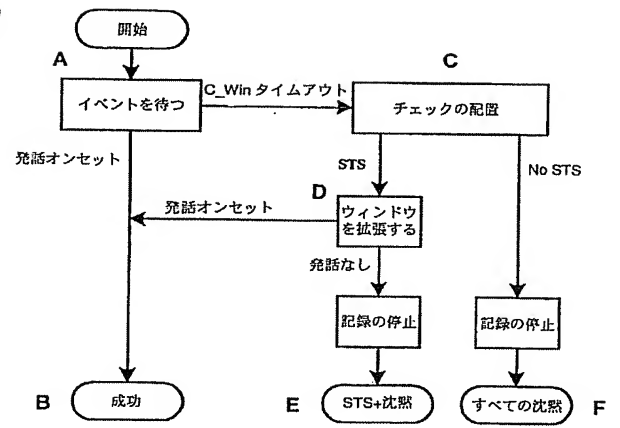 開始
A
C
イベントを待つ
C_Win タイムアウト
チェックの配置
発話オンセット
STS
No STS
D
発話オンセット
ウィンドウ
を拡張する
発話なし
記録の停止
記録の停止
B
成功
E
STS+沈黙
すべての沈黙
F